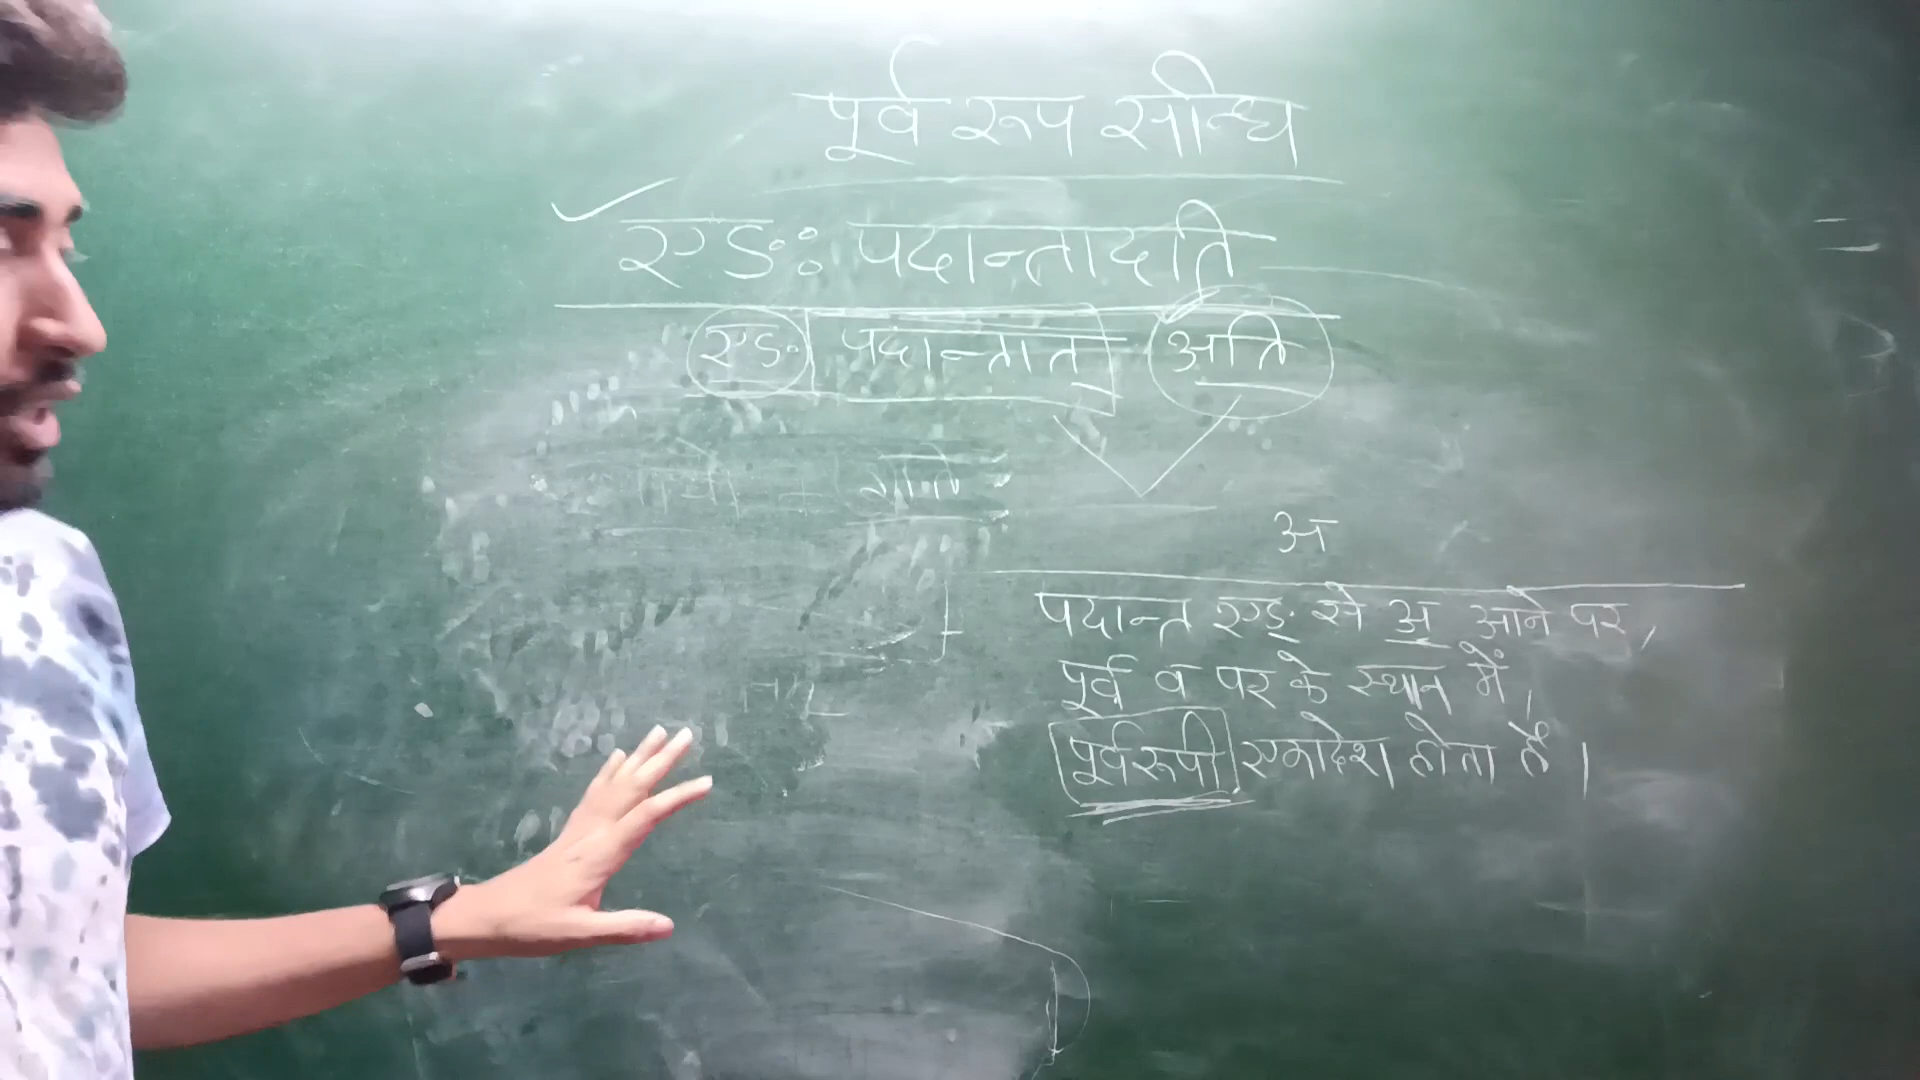 पूर्व रूप सन्धि
एङः पदान्तादति
एङः पदान्तात् अति
अ
पदान्त एङ् से अ आने पर,
पूर्व व पर के स्थान में,
पूर्वरूपी एकादेश होता है।